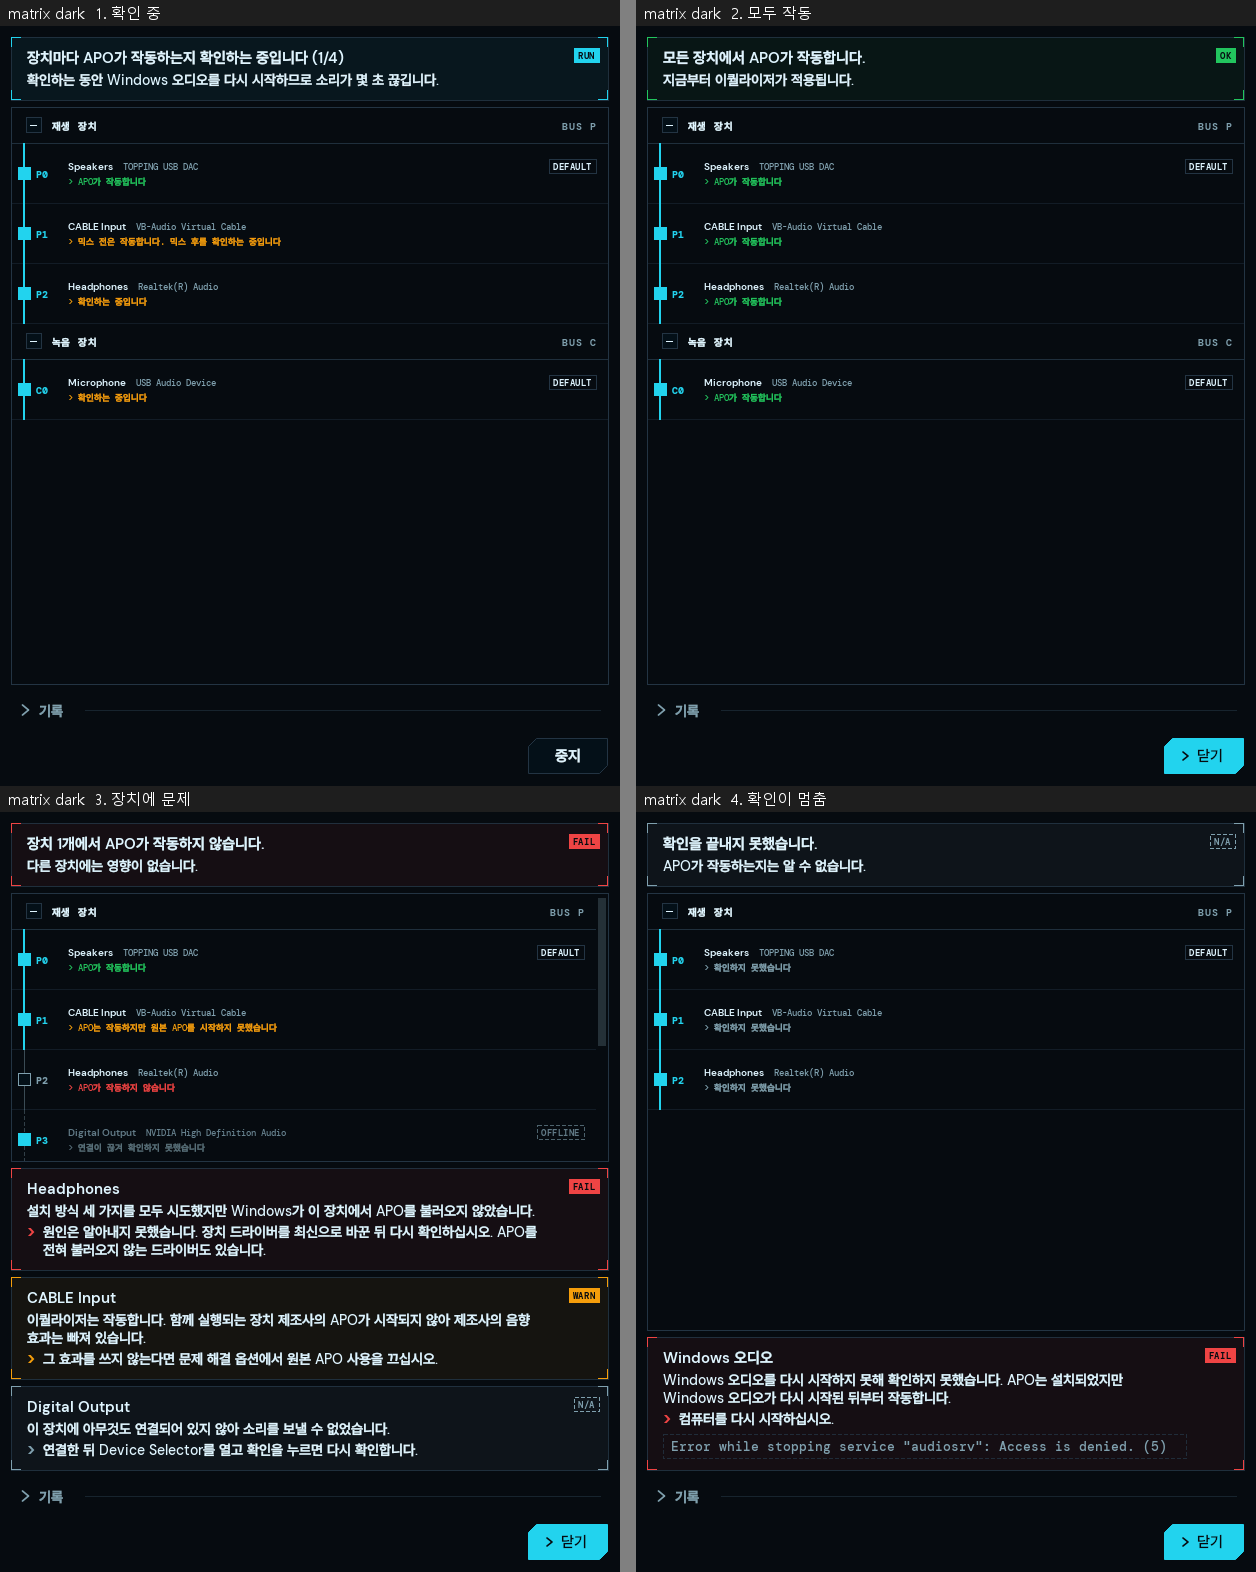 matrix dark 1. 확인 중
장치마다 APO가 작동하는지 확인하는 중입니다 (1/4)
RUN
확인하는 동안 Windows 오디오를 다시 시작하므로 소리가 몇 초 끊깁니다.
재생 장치
BUS P
P0
Speakers TOPPING USB DAC
DEFAULT
> APO가 작동합니다
P1
CABLE Input VB-Audio Virtual Cable
> 믹스 전은 작동합니다. 믹스 후를 확인하는 중입니다
P2
Headphones Realtek(R) Audio
> 확인하는 중입니다
녹음 장치
BUS C
C0
Microphone USB Audio Device
DEFAULT
> 확인하는 중입니다
> 기록
중지
matrix dark 2. 모두 작동
모든 장치에서 APO가 작동합니다.
OK
지금부터 이퀄라이저가 적용됩니다.
재생 장치
BUS P
P0
Speakers TOPPING USB DAC
DEFAULT
> APO가 작동합니다
P1
CABLE Input VB-Audio Virtual Cable
> APO가 작동합니다
P2
Headphones Realtek(R) Audio
> APO가 작동합니다
녹음 장치
BUS C
C0
Microphone USB Audio Device
DEFAULT
> APO가 작동합니다
> 기록
> 닫기
matrix dark 3. 장치에 문제
장치 1개에서 APO가 작동하지 않습니다.
FAIL
다른 장치에는 영향이 없습니다.
재생 장치
BUS P
P0
Speakers TOPPING USB DAC
DEFAULT
> APO가 작동합니다
P1
CABLE Input VB-Audio Virtual Cable
> APO는 작동하지만 원본 APO를 시작하지 못했습니다
P2
Headphones Realtek(R) Audio
> APO가 작동하지 않습니다
P3
Digital Output NVIDIA High Definition Audio
OFFLINE
> 연결이 끊겨 확인하지 못했습니다
Headphones
FAIL
설치 방식 세 가지를 모두 시도했지만 Windows가 이 장치에서 APO를 불러오지 않았습니다.
> 원인은 알아내지 못했습니다. 장치 드라이버를 최신으로 바꾼 뒤 다시 확인하십시오. APO를
전혀 불러오지 않는 드라이버도 있습니다.
CABLE Input
WARN
이퀄라이저는 작동합니다. 함께 실행되는 장치 제조사의 APO가 시작되지 않아 제조사의 음향
효과는 빠져 있습니다.
> 그 효과를 쓰지 않는다면 문제 해결 옵션에서 원본 APO 사용을 끄십시오.
Digital Output
N/A
이 장치에 아무것도 연결되어 있지 않아 소리를 보낼 수 없었습니다.
> 연결한 뒤 Device Selector를 열고 확인을 누르면 다시 확인합니다.
> 기록
> 닫기
matrix dark 4. 확인이 멈춤
확인을 끝내지 못했습니다.
N/A
APO가 작동하는지는 알 수 없습니다.
재생 장치
BUS P
P0
Speakers TOPPING USB DAC
DEFAULT
> 확인하지 못했습니다
P1
CABLE Input VB-Audio Virtual Cable
> 확인하지 못했습니다
P2
Headphones Realtek(R) Audio
> 확인하지 못했습니다
Windows 오디오
FAIL
Windows 오디오를 다시 시작하지 못해 확인하지 못했습니다. APO는 설치되었지만
Windows 오디오가 다시 시작된 뒤부터 작동합니다.
> 컴퓨터를 다시 시작하십시오.
Error while stopping service "audiosrv": Access is denied. (5)
> 기록
> 닫기